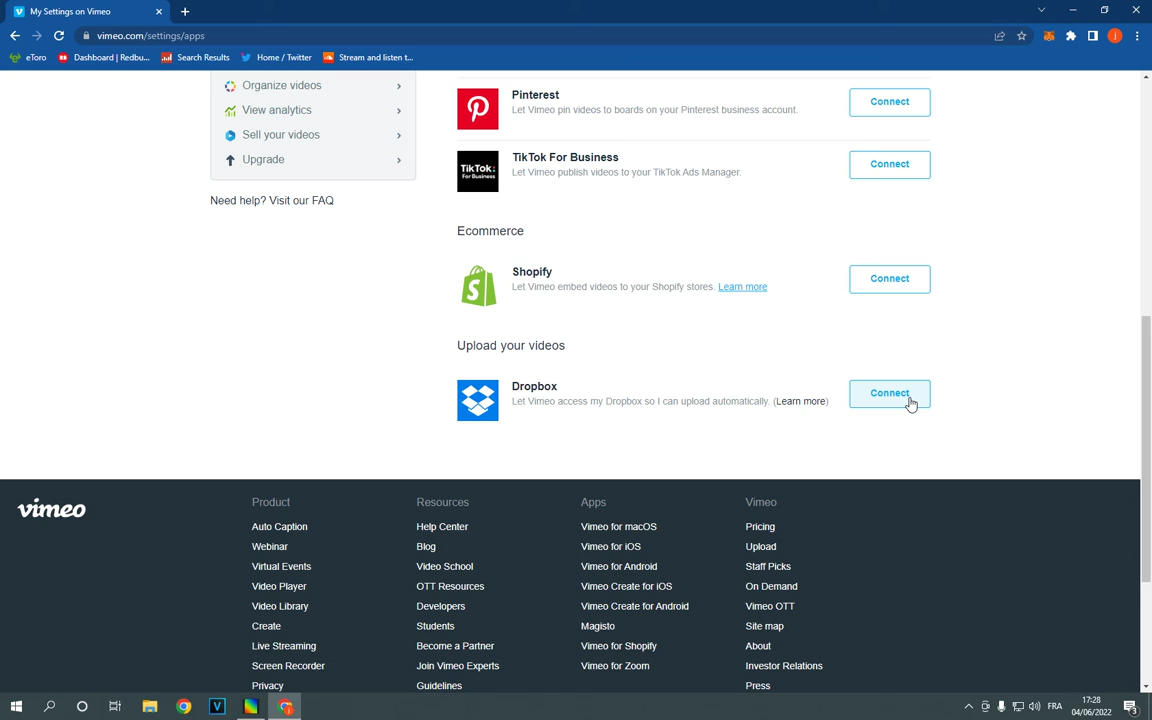 My Settings on Vimeo
vimeo.com/settings/apps
eToro
Dashboard | Redbu...
Search Results
Home / Twitter
Stream and listen t...
Organize videos
View analytics
Sell your videos
Upgrade
Need help? Visit our FAQ
Pinterest
Let Vimeo pin videos to boards on your Pinterest business account.
Connect
TikTok:
For Business
TikTok For Business
Let Vimeo publish videos to your TikTok Ads Manager.
Connect
Ecommerce
Shopify
Let Vimeo embed videos to your Shopify stores. Learn more
Connect
Upload your videos
Dropbox
Let Vimeo access my Dropbox so I can upload automatically. (Learn more)
Connect
vimeo
Product
Auto Caption
Webinar
Virtual Events
Video Player
Video Library
Create
Live Streaming
Screen Recorder
Privacy
Resources
Help Center
Blog
Video School
OTT Resources
Developers
Students
Become a Partner
Join Vimeo Experts
Guidelines
Apps
Vimeo for macOS
Vimeo for iOS
Vimeo for Android
Vimeo Create for iOS
Vimeo Create for Android
Magisto
Vimeo for Shopify
Vimeo for Zoom
Vimeo
Pricing
Upload
Staff Picks
On Demand
Vimeo OTT
Site map
About
Investor Relations
Press
FRA
17:28
04/06/2022
3